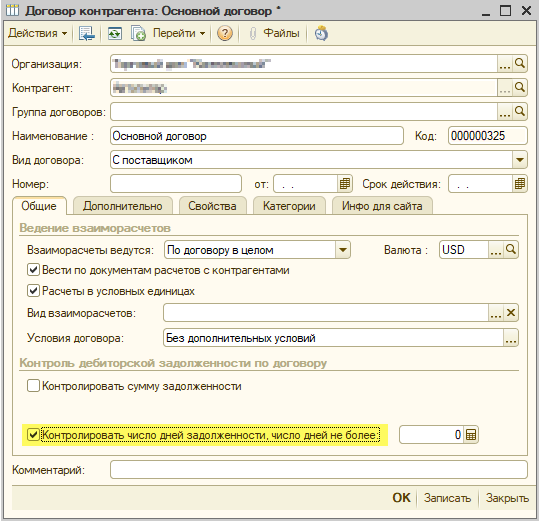 Договор контрагента: Основной договор *
Действия Перейти Файлы
Организация:
Контрагент:
Группа договоров:
Наименование : Основной договор Код: 000000325
Вид договора: С поставщиком
Номер: от: . . Срок действия: . .
Общие Дополнительно Свойства Категории Инфо для сайта
Ведение взаиморасчетов
Взаиморасчеты ведутся: По договору в целом Валюта : USD
Вести по документам расчетов с контрагентами
Расчеты в условных единицах
Вид взаиморасчетов:
Условия договора: Без дополнительных условий
Контроль дебиторской задолженности по договору
Контролировать сумму задолженности
Контролировать число дней задолженности, число дней не более: 0
Комментарий:
OK Записать Закрыть